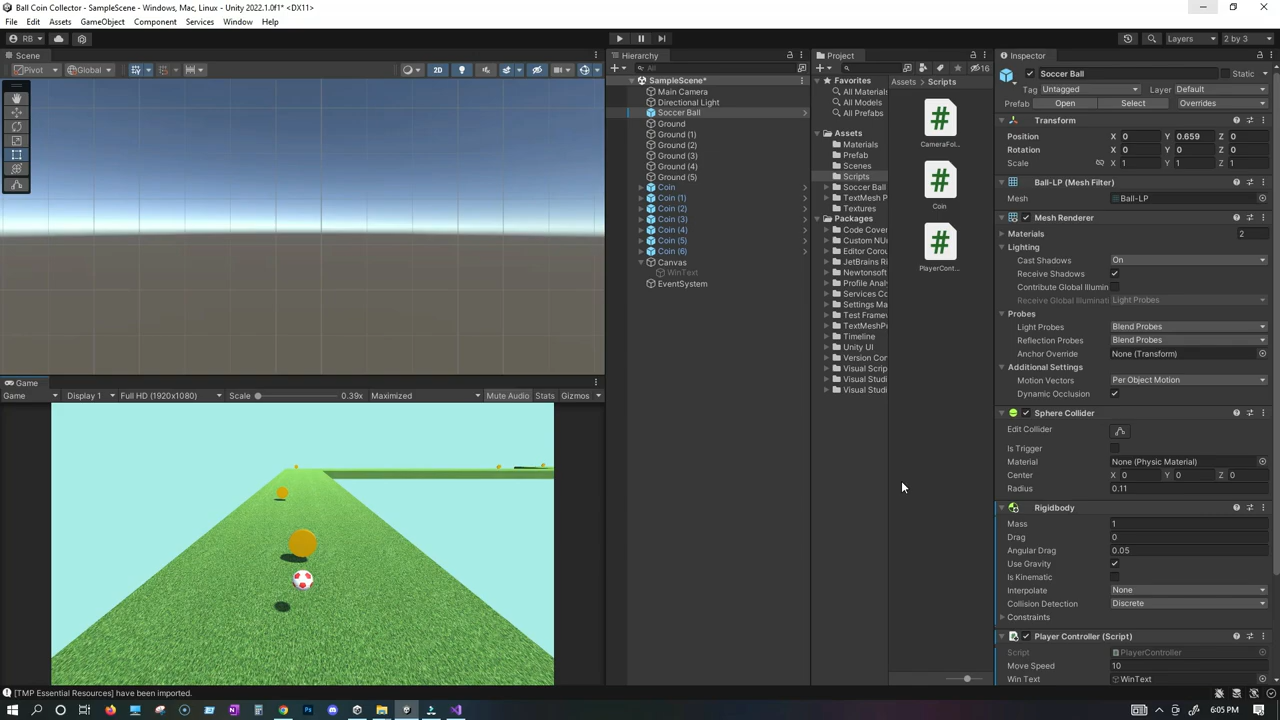 Ball Coin Collector - SampleScene - Windows, Mac, Linux - Unity 2022.1.0f1* <DX11>
File Edit Assets GameObject Component Services Window Help
RB Layers 2 by 3
Scene
Pivot Global 2D
Game
Game Display 1 Full HD (1920x1080) Scale 0.39x Maximized Mute Audio Stats Gizmos
Hierarchy
All
SampleScene*
Main Camera
Directional Light
Soccer Ball
Ground
Ground (1)
Ground (2)
Ground (3)
Ground (4)
Ground (5)
Coin
Coin (1)
Coin (2)
Coin (3)
Coin (4)
Coin (5)
Coin (6)
Canvas
WinText
EventSystem
Project
16
Favorites
All Materials
All Models
All Prefabs
Assets
Materials
Prefab
Scenes
Scripts
Soccer Ball
TextMesh P
Textures
Packages
Code Cover
Custom NU
Editor Corou
JetBrains Ri
Newtonsoft
Profile Analy
Services Co
Settings Ma
Test Framew
TextMeshPr
Timeline
Unity UI
Version Con
Visual Scrip
Visual Studi
Visual Studi
Assets Scripts
CameraFol...
Coin
PlayerCont...
Inspector
Soccer Ball Static
Tag Untagged Layer Default
Prefab Open Select Overrides
Transform
Position X 0 Y 0.659 Z 0
Rotation X 0 Y 0 Z 0
Scale X 1 Y 1 Z 1
Ball-LP (Mesh Filter)
Mesh Ball-LP
Mesh Renderer
Materials 2
Lighting
Cast Shadows On
Receive Shadows
Contribute Global Illumin
Receive Global Illuminati Light Probes
Probes
Light Probes Blend Probes
Reflection Probes Blend Probes
Anchor Override None (Transform)
Additional Settings
Motion Vectors Per Object Motion
Dynamic Occlusion
Sphere Collider
Edit Collider
Is Trigger
Material None (Physic Material)
Center X 0 Y 0 Z 0
Radius 0.11
Rigidbody
Mass 1
Drag 0
Angular Drag 0.05
Use Gravity
Is Kinematic
Interpolate None
Collision Detection Discrete
Constraints
Player Controller (Script)
Script PlayerController
Move Speed 10
Win Text WinText
[TMP Essential Resources] have been imported.
6:05 PM